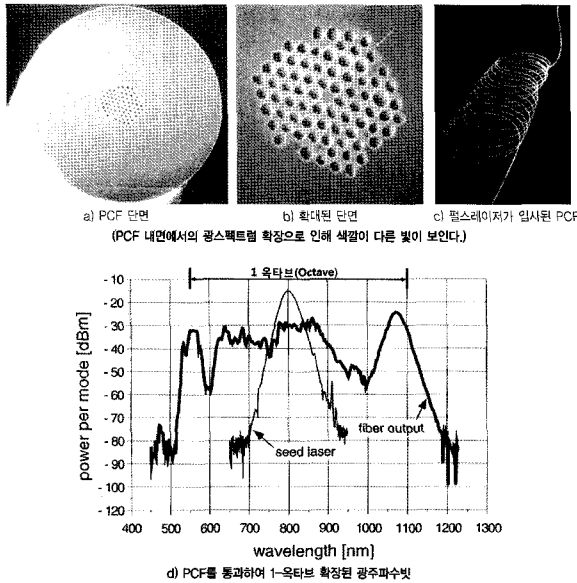 a) PCF 단면
b) 확대된 단면
c) 펄스레이저가 입사된 PCF
(PCF 내면에서의 광스펙트럼 확장으로 인해 색깔이 다른 빛이 보인다.)
1 옥타브(Octave)
power per mode [dBm]
- 10
- 20
- 30
- 40
- 50
- 60
- 70
- 80
- 90
- 100
- 110
- 120
seed laser
fiber output
400 500 600 700 800 900 1000 1100 1200 1300
wavelength [nm]
d) PCF를 통과하여 1-옥타브 확장된 광주파수빗